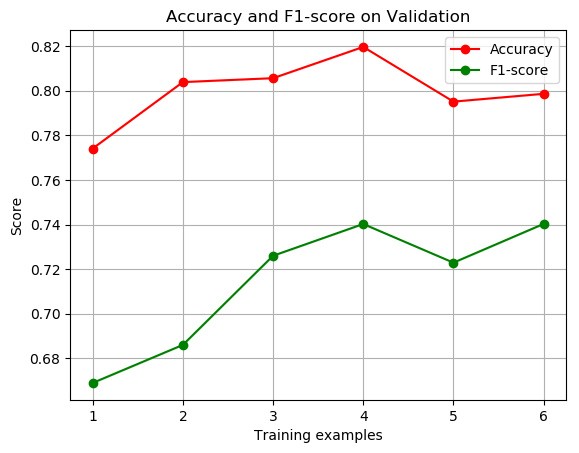 Accuracy and F1-score on Validation
Accuracy
F1-score
0.82
0.80
0.78
0.76
0.74
0.72
0.70
0.68
Score
1 2 3 4 5 6
Training examples